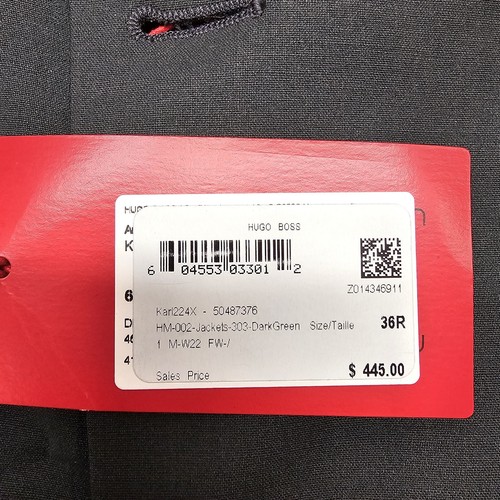 HUGO BOSS
6 04553 03301 2
Z014346911
Karl224X - 50487376
HM-002-Jackets-303-DarkGreen Size/Taille 36R
1 M-W22 FW-/
Sales Price $ 445.00